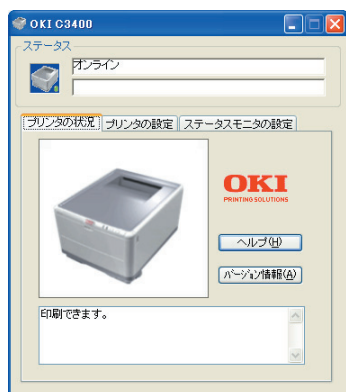 OKI C3400
ステータス
オンライン
プリンタの状況 プリンタの設定 ステータスモニタの設定
OKI
PRINTING SOLUTIONS
ヘルプ(H)
バージョン情報(A)
印刷できます。